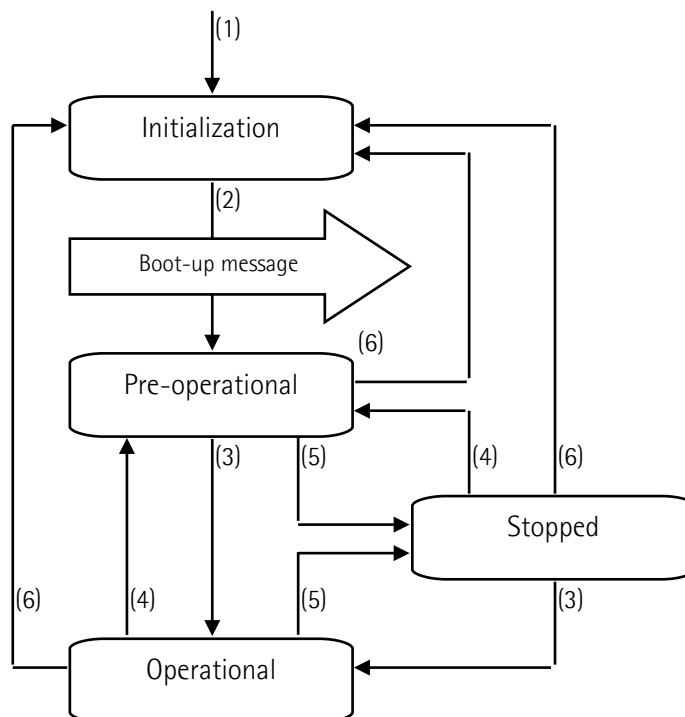 (1)
Initialization
(2)
Boot-up message
(6)
Pre-operational
(3)
(5)
(4)
(6)
Stopped
(6)
(4)
(5)
(3)
Operational